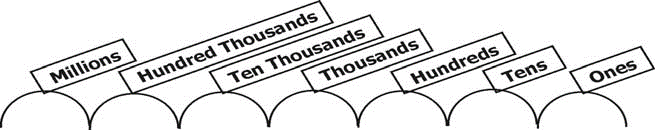 Millions
Hundred Thousands
Ten Thousands
Thousands
Hundreds
Tens
Ones